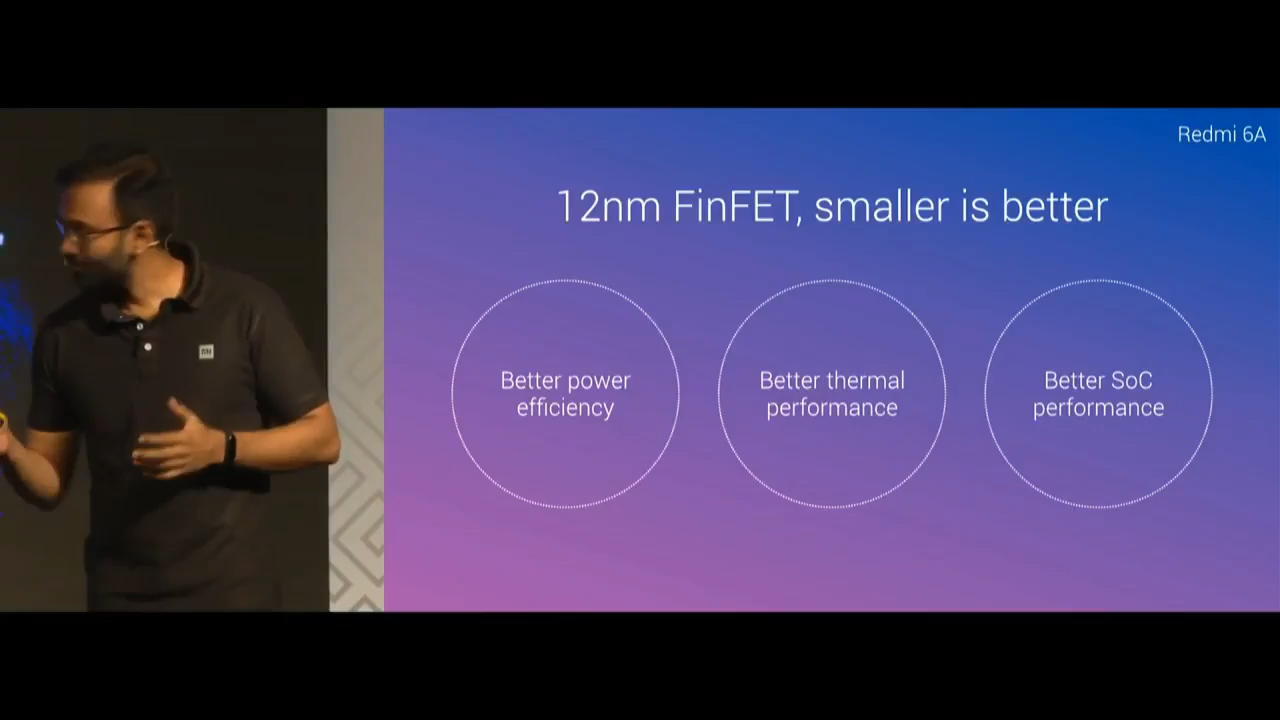 Redmi 6A
12nm FinFET, smaller is better
Better power
efficiency
Better thermal
performance
Better SoC
performance